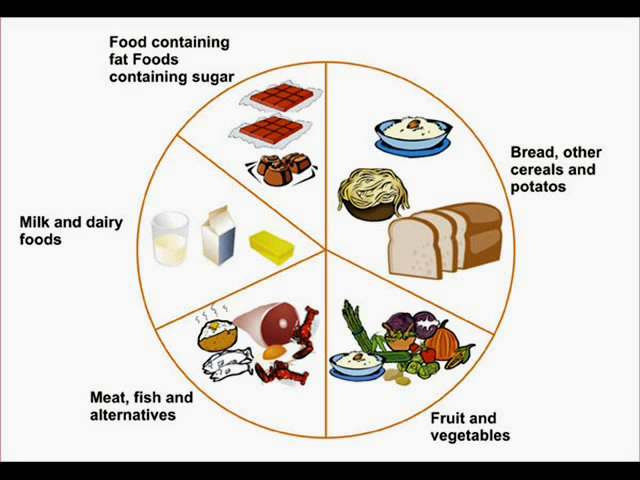 Food containing
fat Foods
containing sugar
Bread, other
cereals and
potatos
Milk and dairy
foods
Meat, fish and
alternatives
Fruit and
vegetables